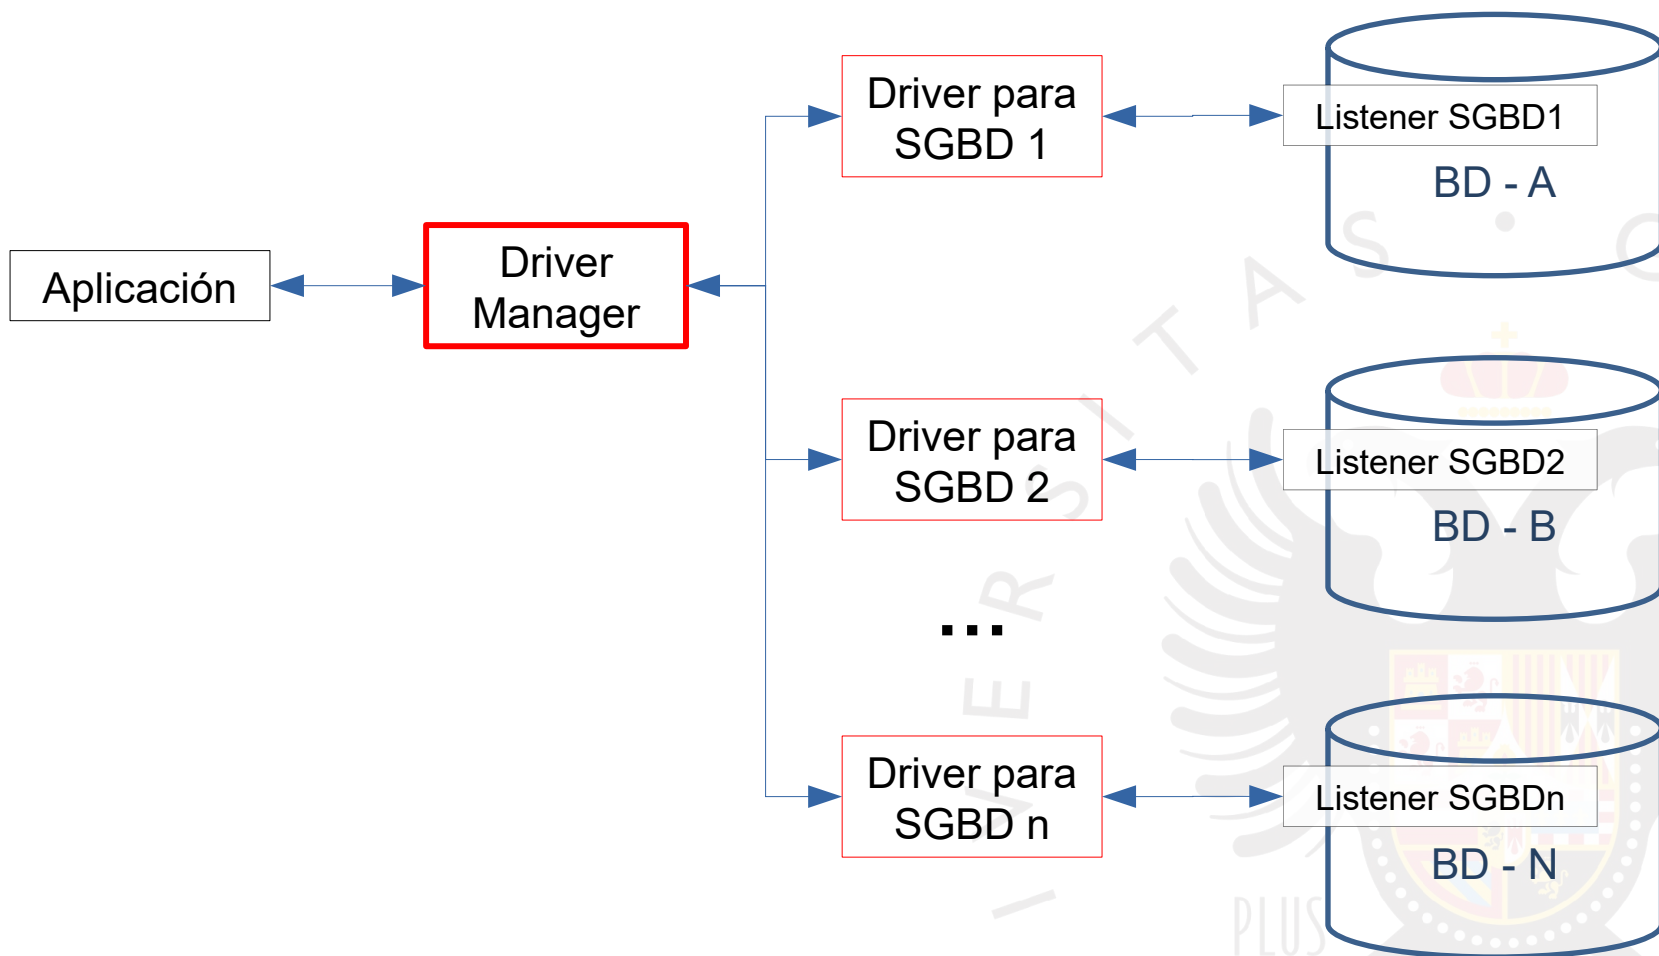 Driver para
SGBD 1
Listener SGBD1
BD - A
Aplicación
Driver
Manager
Driver para
SGBD 2
Listener SGBD2
BD - B
...
Driver para
SGBD n
Listener SGBDn
BD - N
I V E R S I T A S • C
PLUS